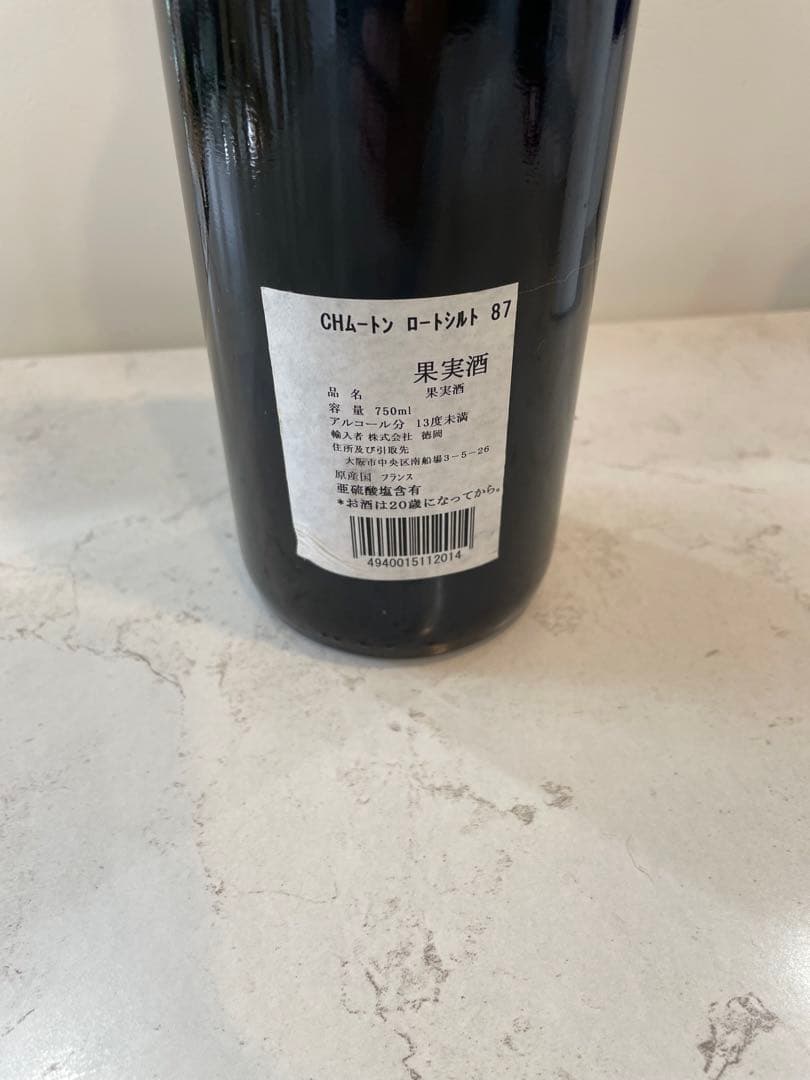 CHムートン ロートシルト 87
果実酒
品 名 果実酒
容 量 750ml
アルコール分 13度未満
輸入者 株式会社 徳岡
住所及び引取先
大阪市中央区南船場3-5-26
原産国 フランス
亜硫酸塩含有
*お酒は20歳になってから。
4940015112014